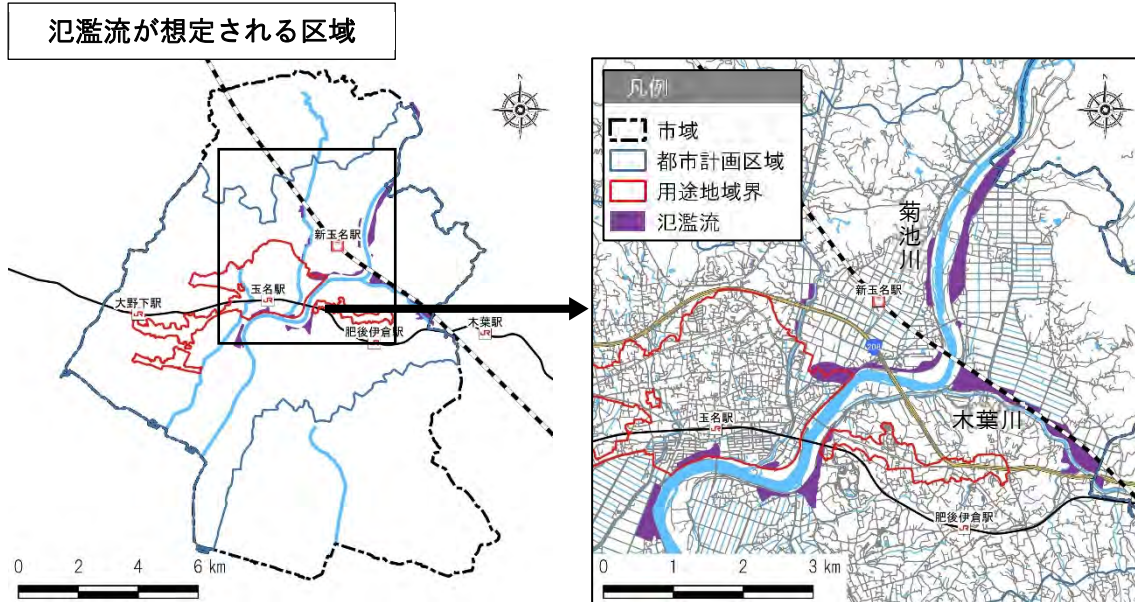 氾濫流が想定される区域
新玉名駅
玉名駅
大野下駅
肥後伊倉駅
木葉駅
0 2 4 6 km
凡例
市域
都市計画区域
用途地域界
氾濫流
菊池川
新玉名駅
208
木葉川
玉名駅
肥後伊倉駅
0 1 2 3 km